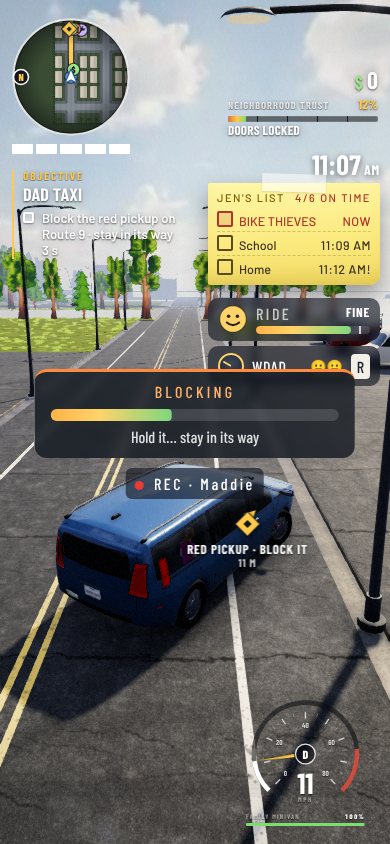 N
$ 0
NEIGHBORHOOD TRUST 12%
DOORS LOCKED
11:07 AM
OBJECTIVE
DAD TAXI
Block the red pickup on
Route 9 - stay in its way
3 s
JEN'S LIST 4/6 ON TIME
BIKE THIEVES NOW
School 11:09 AM
Home 11:12 AM!
RIDE FINE
WDAD R
BLOCKING
Hold it... stay in its way
REC · Maddie
RED PICKUP · BLOCK IT
11 M
0 20 40 60 80
D
11
MPH
FAMILY MINIVAN 100%